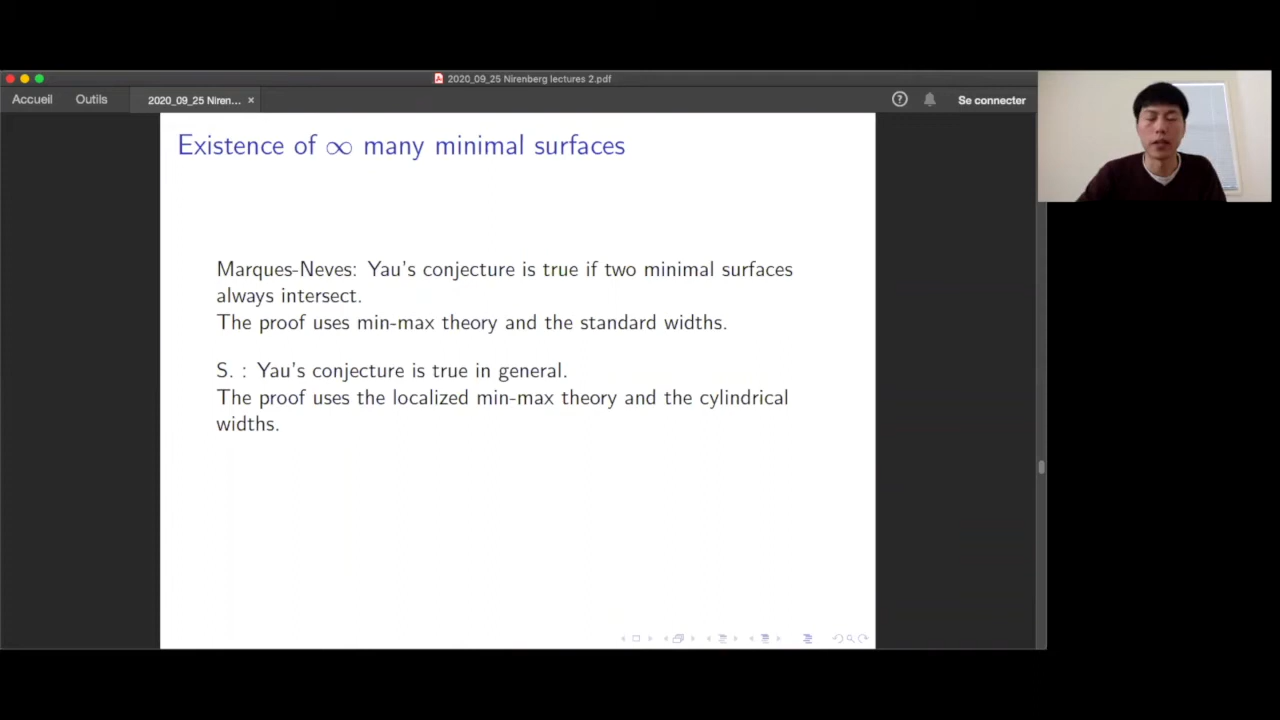 2020_09_25 Nirenberg lectures 2.pdf
Accueil Outils 2020_09_25 Niren... × Se connecter
Existence of ∞ many minimal surfaces
Marques-Neves: Yau's conjecture is true if two minimal surfaces
always intersect.
The proof uses min-max theory and the standard widths.
S. : Yau's conjecture is true in general.
The proof uses the localized min-max theory and the cylindrical
widths.